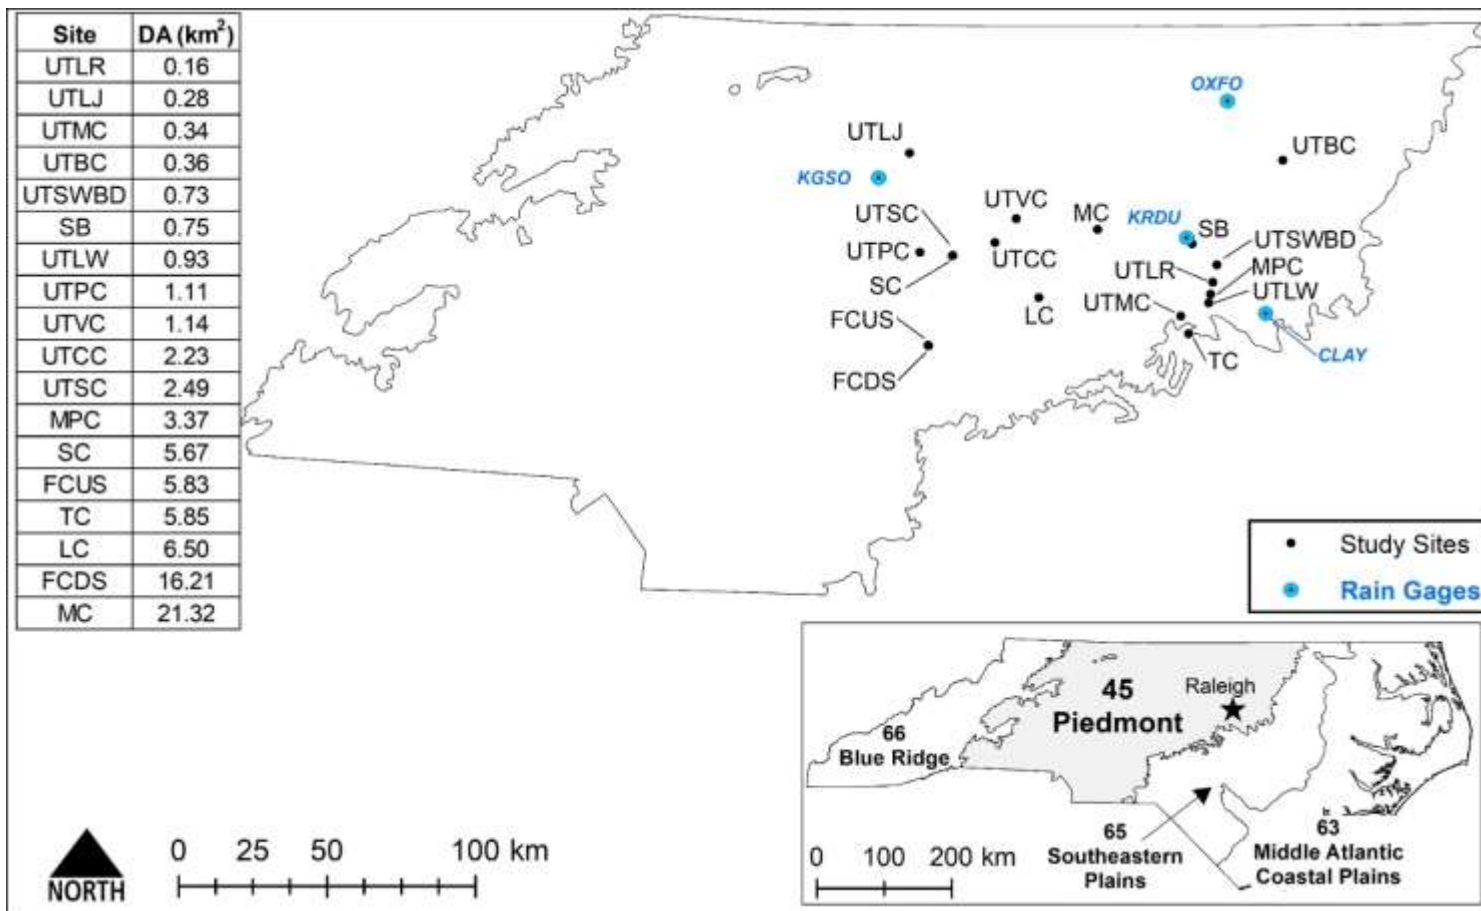 Site DA (km²)
UTLR 0.16
UTLJ 0.28
UTMC 0.34
UTBC 0.36
UTSWBD 0.73
SB 0.75
UTLW 0.93
UTPC 1.11
UTVC 1.14
UTCC 2.23
UTSC 2.49
MPC 3.37
SC 5.67
FCUS 5.83
TC 5.85
LC 6.50
FCDS 16.21
MC 21.32
OXFO
UTLJ
UTBC
KGSO
UTSC
UTVC
MC
KRDU
SB
UTPC
UTCC
UTSWBD
SC
UTLR
MPC
UTLW
FCUS
LC
UTMC
FCDS
TC
CLAY
Study Sites
Rain Gages
45
Piedmont
Raleigh
66
Blue Ridge
65
Southeastern
Plains
63
Middle Atlantic
Coastal Plains
0 100 200 km
NORTH
0 25 50 100 km